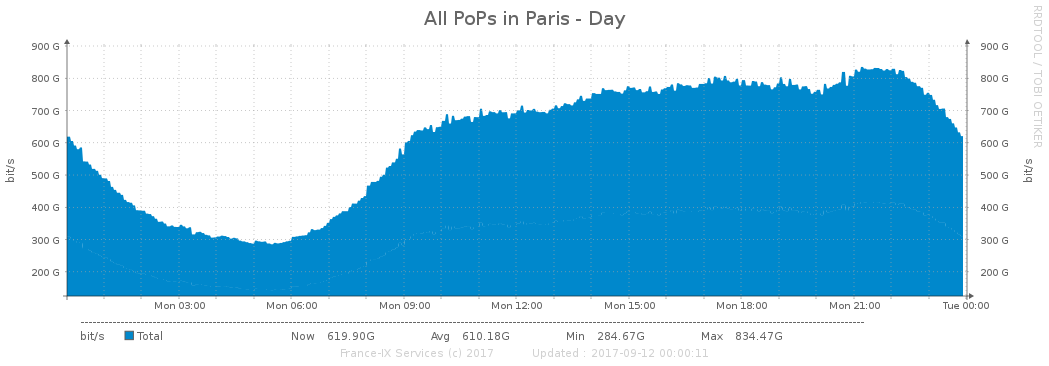 All PoPs in Paris - Day
RRDTOOL / TOBI OETIKER
900 G 900 G
800 G 800 G
700 G 700 G
600 G 600 G
500 G 500 G
400 G 400 G
300 G 300 G
200 G 200 G
bit/s bit/s
Mon 03:00 Mon 06:00 Mon 09:00 Mon 12:00 Mon 15:00 Mon 18:00 Mon 21:00 Tue 00:00
bit/s Total Now 619.90G Avg 610.18G Min 284.67G Max 834.47G
France-IX Services (c) 2017 Updated : 2017-09-12 00:00:11